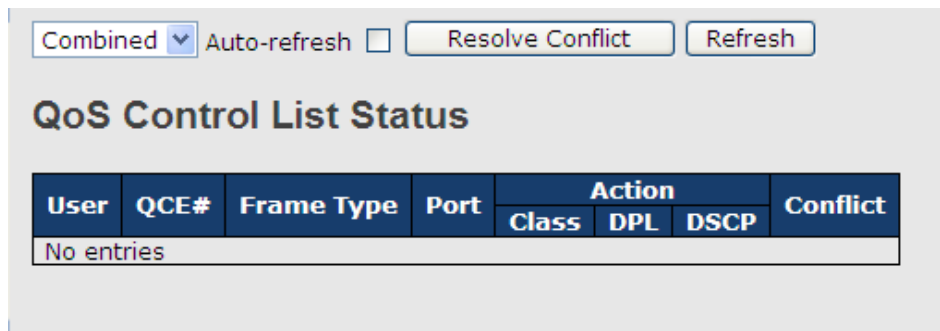 Combined Auto-refresh Resolve Conflict Refresh
QoS Control List Status
User QCE# Frame Type Port Action Conflict
Class DPL DSCP
No entries